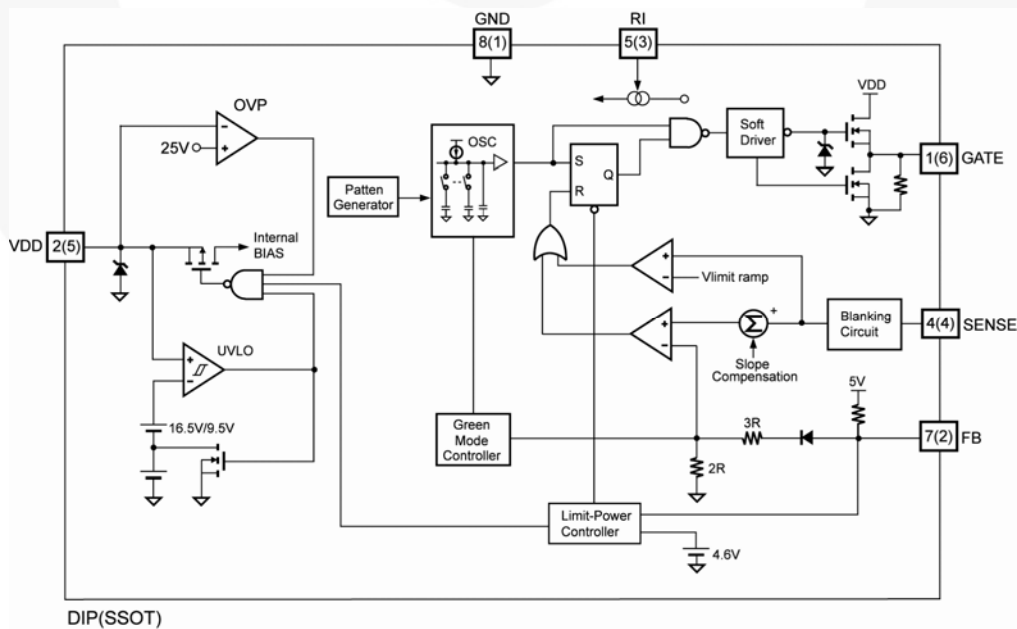 GND
8(1)
RI
5(3)
OVP
25V
VDD
OSC
Soft
Driver
1(6)
GATE
S
R
Q
Patten
Generator
VDD
2(5)
Internal
BIAS
+
-
Vlimit ramp
+
-
+
Σ
Slope
Compensation
Blanking
Circuit
4(4)
SENSE
UVLO
+
-
16.5V/9.5V
5V
Green
Mode
Controller
3R
2R
7(2)
FB
Limit-Power
Controller
4.6V
DIP(SSOT)